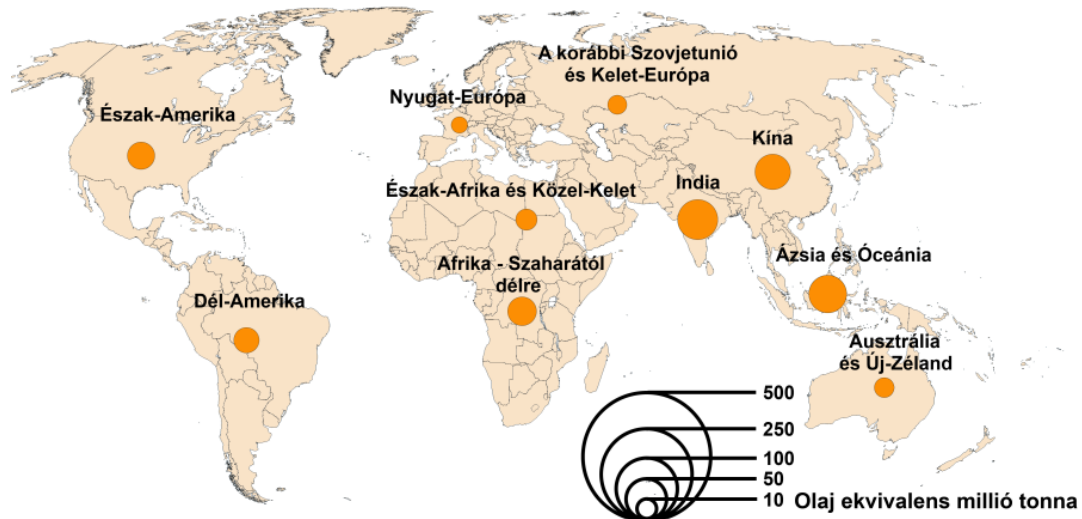 A korábbi Szovjetunió
és Kelet-Európa
Nyugat-Európa
Észak-Amerika
Kína
India
Észak-Afrika és Közel-Kelet
Afrika - Szaharától
délre
Ázsia és Óceánia
Dél-Amerika
Ausztrália
és Új-Zéland
500
250
100
50
10 Olaj ekvivalens millió tonna